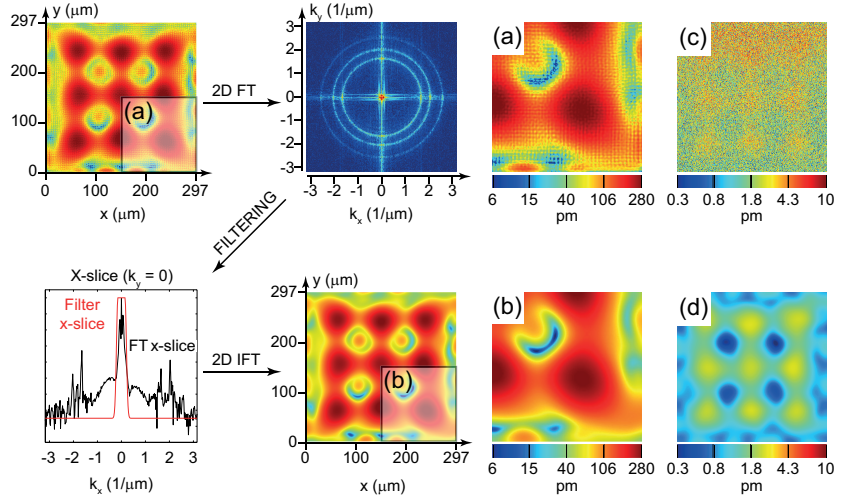 y (μm)
297
200
100
0
0
100
200
297
x (μm)
(a)
2D FT
k_y (1/μm)
3
2
1
0
-1
-2
-3
-3 -2 -1 0 1 2 3
k_x (1/μm)
(a)
6 15 40 106 280
pm
(c)
0.3 0.8 1.8 4.3 10
pm
FILTERING
X-slice (k_y = 0)
Filter
x-slice
FT x-slice
-3 -2 -1 0 1 2 3
k_x (1/μm)
2D IFT
y (μm)
297
200
100
0
0
100
200
297
x (μm)
(b)
(b)
6 15 40 106 280
pm
(d)
0.3 0.8 1.8 4.3 10
pm